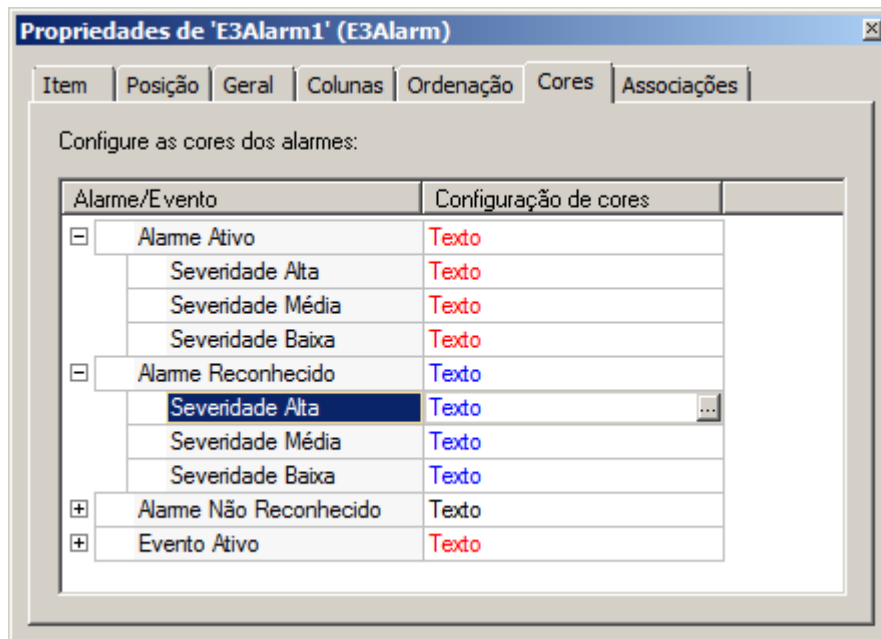 Propriedades de 'E3Alarm1' (E3Alarm)
Item Posição Geral Colunas Ordenação Cores Associações
Configure as cores dos alarmes:
Alarme/Evento Configuração de cores
Alarme Ativo Texto
Severidade Alta Texto
Severidade Média Texto
Severidade Baixa Texto
Alarme Reconhecido Texto
Severidade Alta Texto ...
Severidade Média Texto
Severidade Baixa Texto
Alarme Não Reconhecido Texto
Evento Ativo Texto